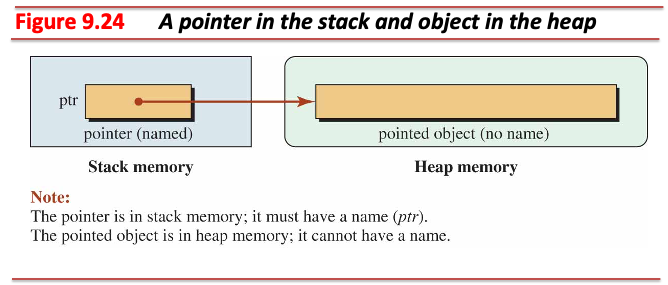 Figure 9.24 A pointer in the stack and object in the heap
ptr
pointer (named)
pointed object (no name)
Stack memory
Heap memory
Note:
The pointer is in stack memory; it must have a name (ptr).
The pointed object is in heap memory; it cannot have a name.